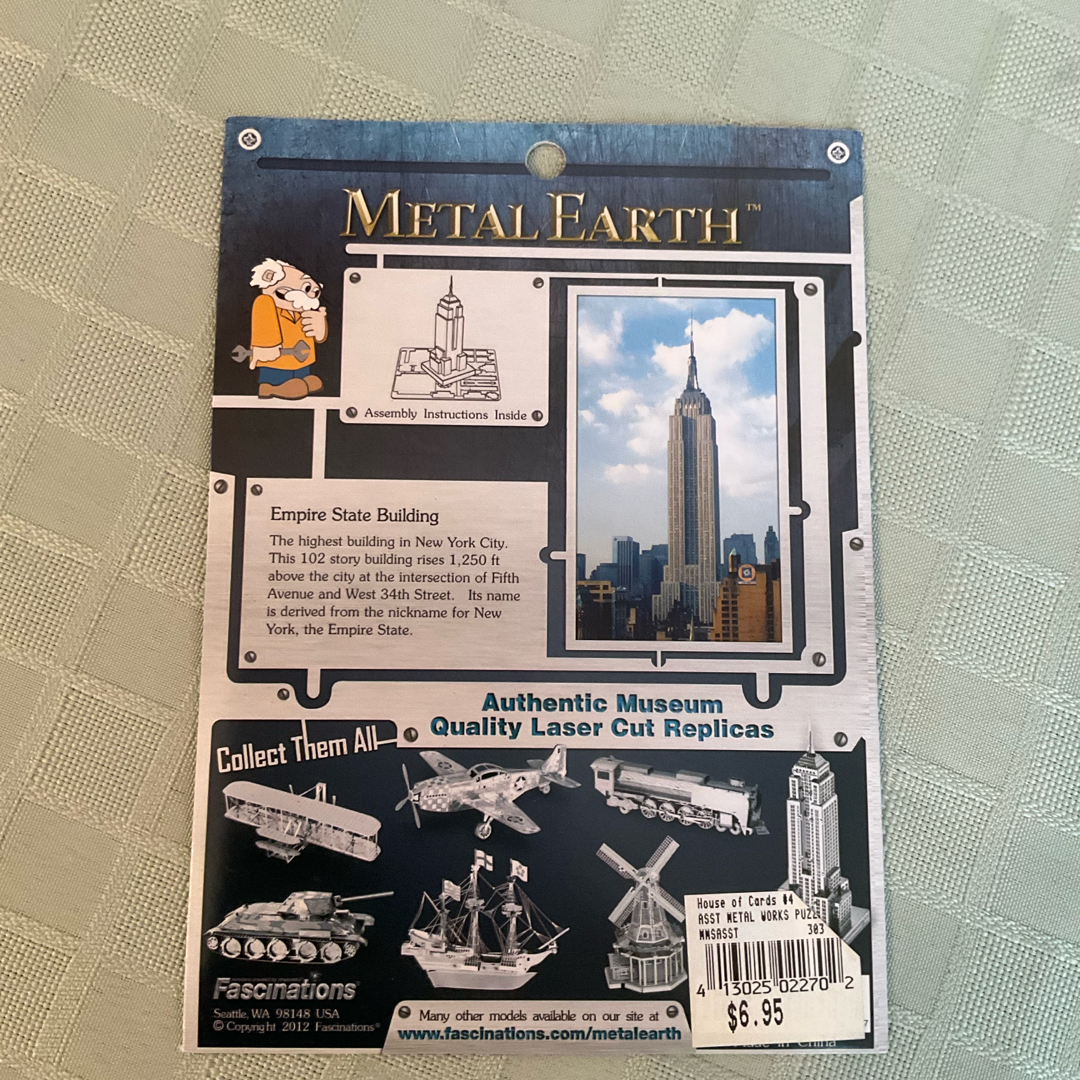 METAL EARTH™
Assembly Instructions Inside
Empire State Building
The highest building in New York City.
This 102 story building rises 1,250 ft
above the city at the intersection of Fifth
Avenue and West 34th Street. Its name
is derived from the nickname for New
York, the Empire State.
Authentic Museum
Quality Laser Cut Replicas
Collect Them All
House of Cards #4
ASST METAL WORKS PUZZ
MMSASST 303
4 13025 02270 2
$6.95
Fascinations
Seattle, WA 98148 USA
© Copyright 2012 Fascinations®
Many other models available on our site at
www.fascinations.com/metalearth
Made in China